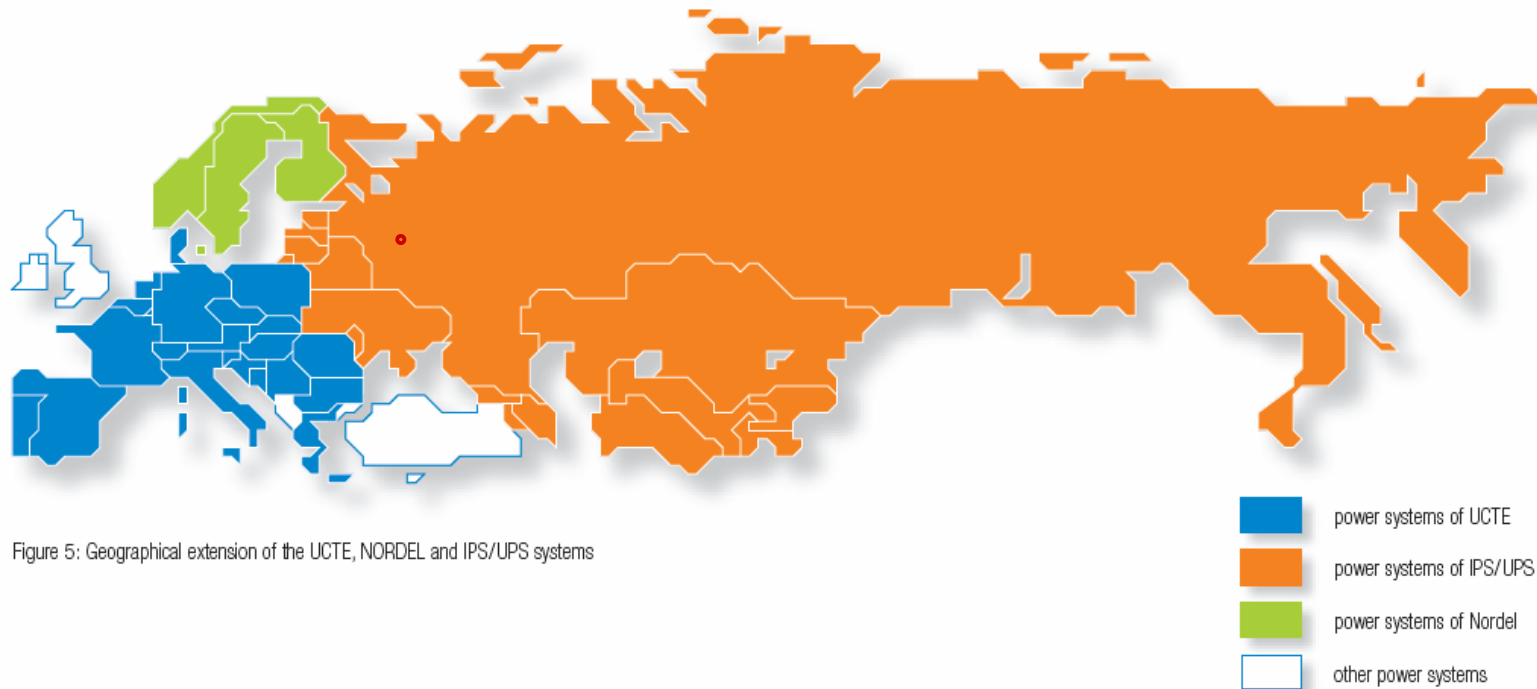 Figure 5: Geographical extension of the UCTE, NORDEL and IPS/UPS systems
power systems of UCTE
power systems of IPS/UPS
power systems of Nordel
other power systems